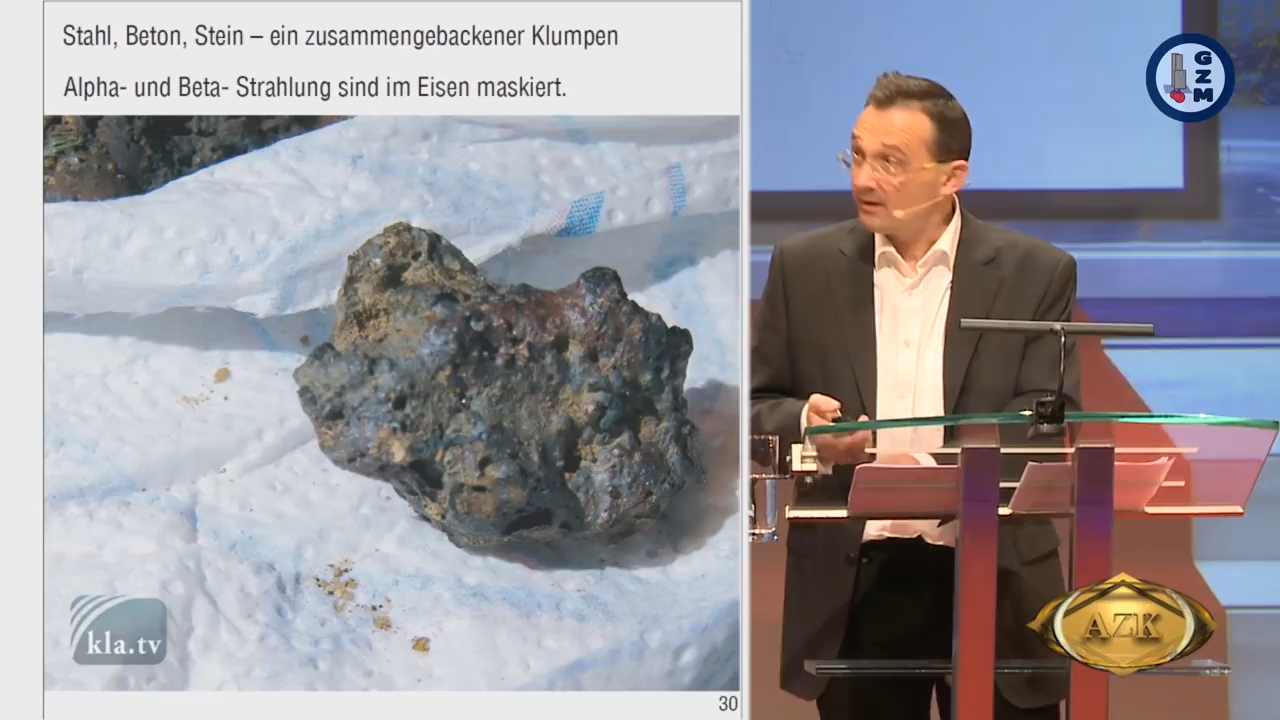 Stahl, Beton, Stein – ein zusammengebackener Klumpen
Alpha- und Beta- Strahlung sind im Eisen maskiert.
GZM
kla.tv
AZK
30